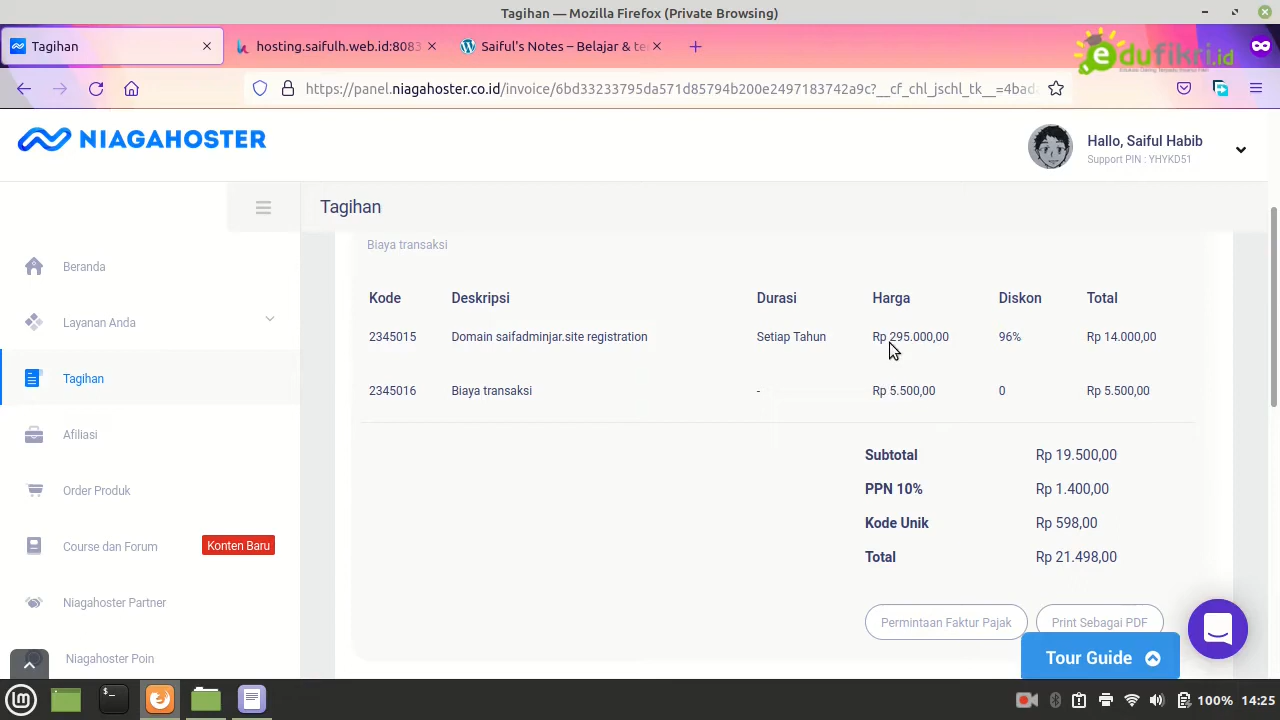 Tagihan — Mozilla Firefox (Private Browsing)
Tagihan
hosting.saifulh.web.id:8083
Saiful's Notes – Belajar & te
edufikri.id
https://panel.niagahoster.co.id/invoice/6bd33233795da571d85794b200e2497183742a9c?__cf_chl_jschl_tk__=4bad
NIAGAHOSTER
Hallo, Saiful Habib
Support PIN : YHYKD51
Tagihan
Beranda
Layanan Anda
Tagihan
Afiliasi
Order Produk
Course dan Forum
Konten Baru
Niagahoster Partner
Niagahoster Poin
Biaya transaksi
Kode Deskripsi Durasi Harga Diskon Total
2345015 Domain saifadminjar.site registration Setiap Tahun Rp 295.000,00 96% Rp 14.000,00
2345016 Biaya transaksi - Rp 5.500,00 0 Rp 5.500,00
Subtotal Rp 19.500,00
PPN 10% Rp 1.400,00
Kode Unik Rp 598,00
Total Rp 21.498,00
Permintaan Faktur Pajak
Print Sebagai PDF
Tour Guide
100% 14:25